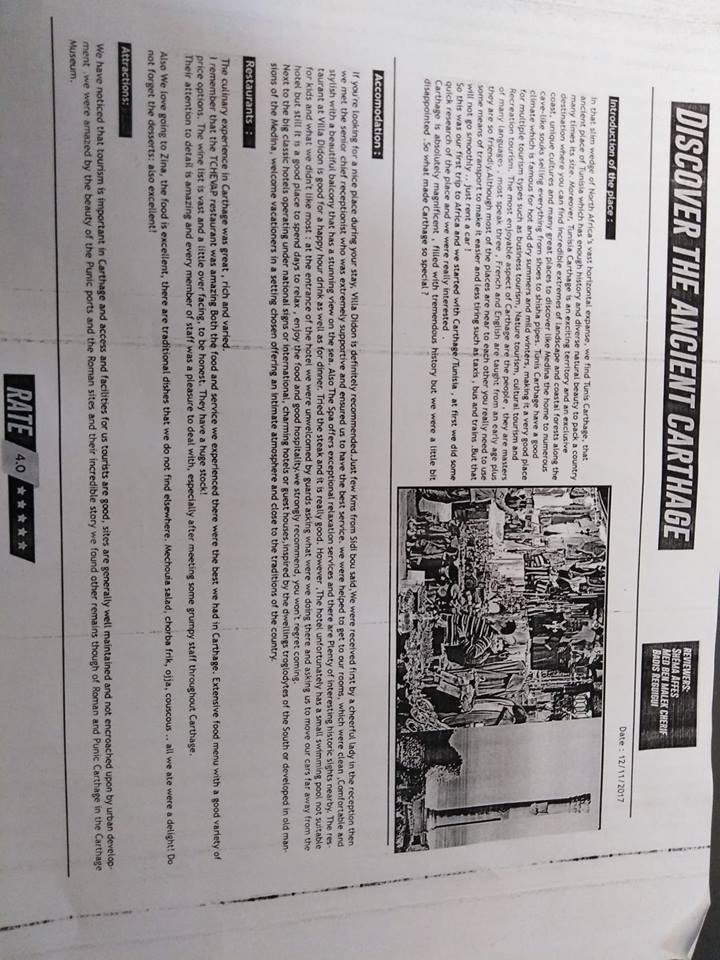 DISCOVER THE ANCIENT CARTHAGE
REVIEWERS:
SHEMA AFFES
MED BEN MALEK CHERIF
BADIS REGUIGUI
Date : 12/11/2017
Introduction of the place :
In that slim wedge of North Africa's vast horizontal expanse, we find Tunis Carthage, that
ancient place of Tunisia which has enough history and diverse natural beauty to pack a country
many times its size. Moreover, Tunisia Carthage is an exciting territory and an exclusive
destination where you can find incredible extremes of landscape and coastal forests along the
coast, unique cultures and many great places to discover like Medina the home to numerous
cave-like souks selling everything from shoes to shisha pipes. Tunis Carthage have a good
climate which is famous for hot and dry summers and mild winters, making it a very good place
for multiple tourism types such as business tourism, Nature tourism, cultural tourism and
Recreation tourism. The most enjoyable aspect of Carthage are the people , they are masters
of many languages , most speak three , French and English are taught from an early age plus
they are so friendly.Although most of the places are near to each other you really need to use
some means of transport to make it easier and less tiring such as taxis , bus and trains .But that
will not go smoothly .. just rent a car !
So this was our first trip to Africa and we started with Carthage/Tunisia , at first we did some
quick research of the place and we were really interested .
Carthage is absolutely magnificent , filled with tremendous history but we were a little bit
disappointed .So what made Carthage so special ?
Accomodation :
If you're looking for a nice place during your stay, Villa Didon is definitely recommended.Just few Kms from Sidi bou said,We were received first by a cheerful lady in the reception then
we met the senior chief receptionist who was extremely supportive and ensured us to have the best service. we were helped to get to our rooms, which were clean ,Comfortable and
stylish with a beautiful balcony that has a stunning view on the sea. Also The Spa offers exceptional relaxation services and there are Plenty of interesting historic sights nearby. The res-
taurant at Villa Didon is good for a happy hour drink as well as for dinner. Tried the steak and it is really good. However ,The hotel unfortunately has a small swimming pool not suitable
for kids and what we didn't like most : at the entrance of the hotel we were unwelcomed by guards asking what were we doing there and asking us to move our cars far away from the
hotel but still it is a good place to spend days to relax , enjoy the food and good hospitality.we strongly recommend, you won't regret coming.
Next to the big classic hotels operating under national signs or international, charming hotels or guest houses,inspired by the dwellings troglodytes of the South or developed in old man-
sions of the Medina, welcome vacationers in a setting chosen offering an intimate atmosphere and close to the traditions of the country.
Restaurants :
The culinary experience in Carthage was great , rich and varied.
I remember that the TCHEVAP restaurant was amazing Both the food and service we experienced there were the best we had in Carthage. Extensive food menu with a good variety of
price options. The wine list is vast and a little over facing, to be honest. They have a huge stock!
Their attention to detail is amazing and every member of staff was a pleasure to deal with, especially after meeting some grumpy staff throughout Carthage.
Also We love going to Zina, the food is excellent, there are traditional dishes that we do not find elsewhere. Mechouia salad, chorba frik, ojja, couscous .. all we ate were a delight! Do
not forget the desserts: also excellent!
Attractions:
We have noticed that tourism is important in Carthage and access and facilities for us tourists are good, sites are generally well maintained and not encroached upon by urban develop-
ment .we were amazed by the beauty of the Punic ports and the Roman sites and their incredible story we found other remains though of Roman and Punic Carthage in the Carthage
Museum.
RATE 4.0 ★★★★★